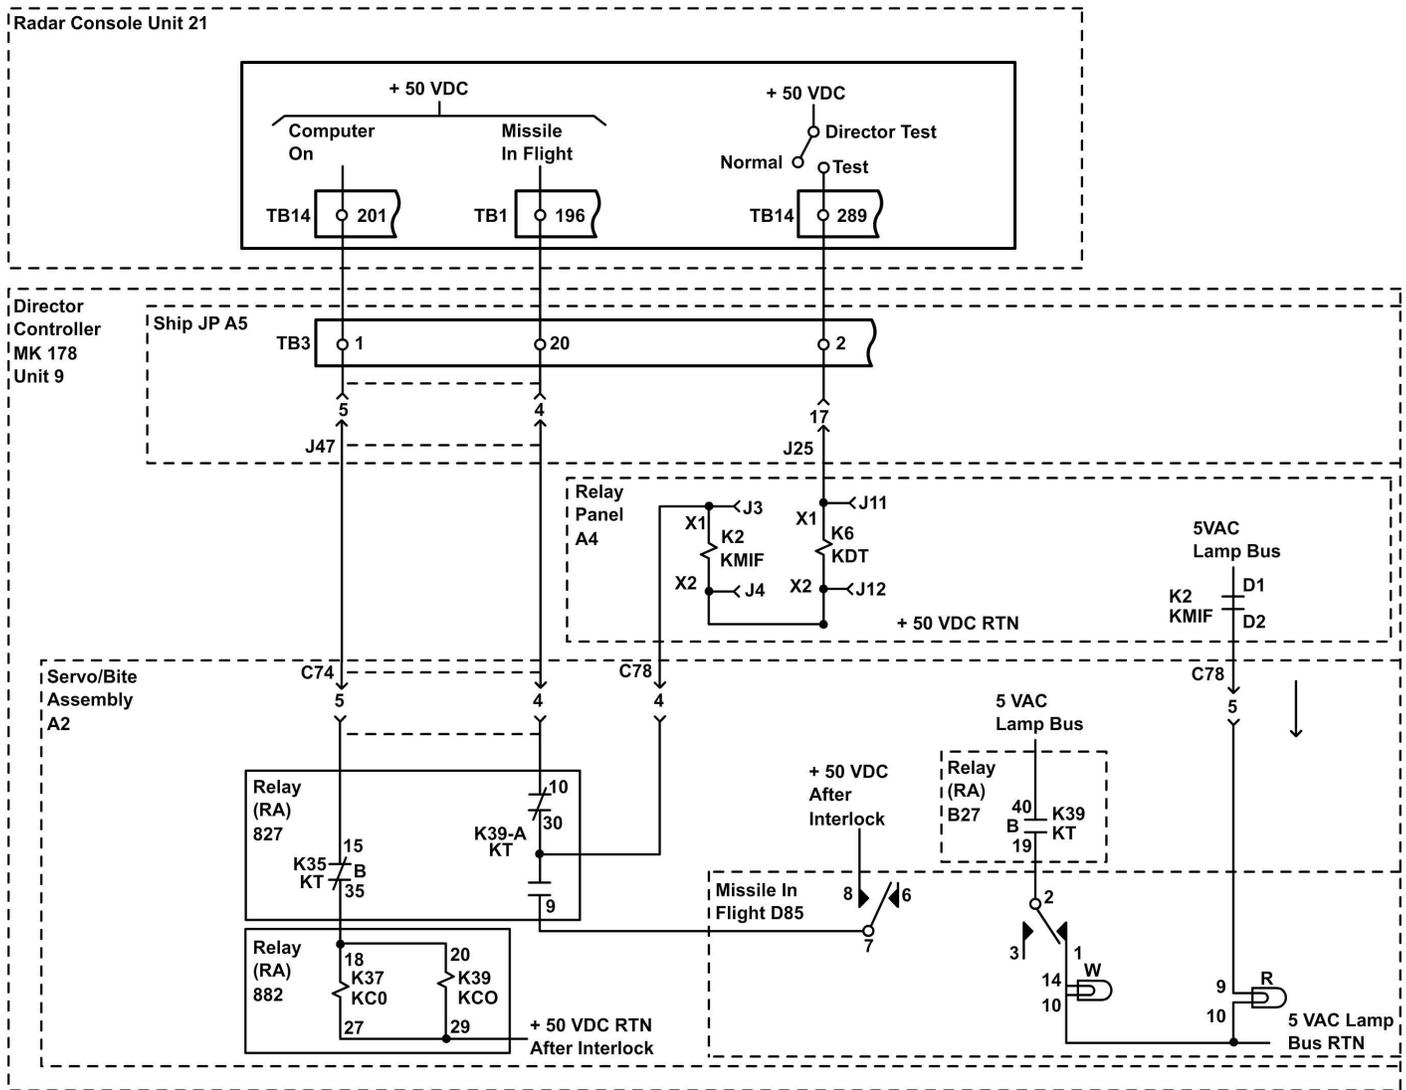 Radar Console Unit 21
+ 50 VDC
Computer
On
Missile
In Flight
+ 50 VDC
Director Test
Normal
Test
TB14
201
TB1
196
TB14
289
Director
Controller
MK 178
Unit 9
Ship JP A5
TB3
1
20
2
5
4
17
J47
J25
Relay
Panel
A4
J3
X1
K2
KMIF
X2
J4
J11
X1
K6
KDT
X2
J12
+ 50 VDC RTN
5VAC
Lamp Bus
K2
KMIF
D1
D2
Servo/Bite
Assembly
A2
C74
5
4
C78
4
C78
5
5 VAC
Lamp Bus
Relay
(RA)
827
15
K35
KT
B
35
10
30
K39-A
KT
9
+ 50 VDC
After
Interlock
Relay
(RA)
B27
40
B
19
K39
KT
Missile In
Flight D85
8
6
7
2
3
1
14
10
W
9
10
R
5 VAC Lamp
Bus RTN
Relay
(RA)
882
18
K37
KC0
27
20
K39
KCO
29
+ 50 VDC RTN
After Interlock